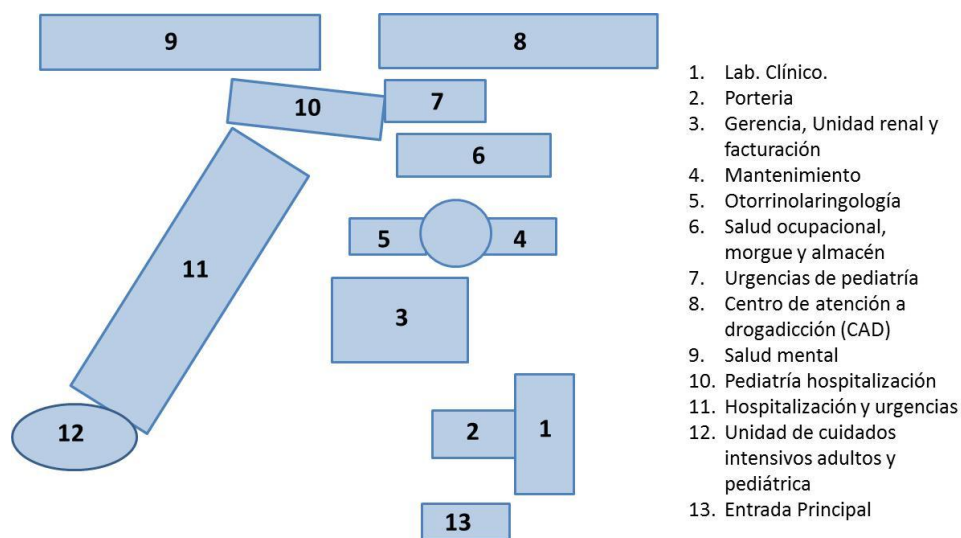 9
8
10
7
6
5
4
11
3
12
2
1
13
1. Lab. Clínico.
2. Porteria
3. Gerencia, Unidad renal y
facturación
4. Mantenimiento
5. Otorrinolaringología
6. Salud ocupacional,
morgue y almacén
7. Urgencias de pediatría
8. Centro de atención a
drogadicción (CAD)
9. Salud mental
10. Pediatría hospitalización
11. Hospitalización y urgencias
12. Unidad de cuidados
intensivos adultos y
pediátrica
13. Entrada Principal